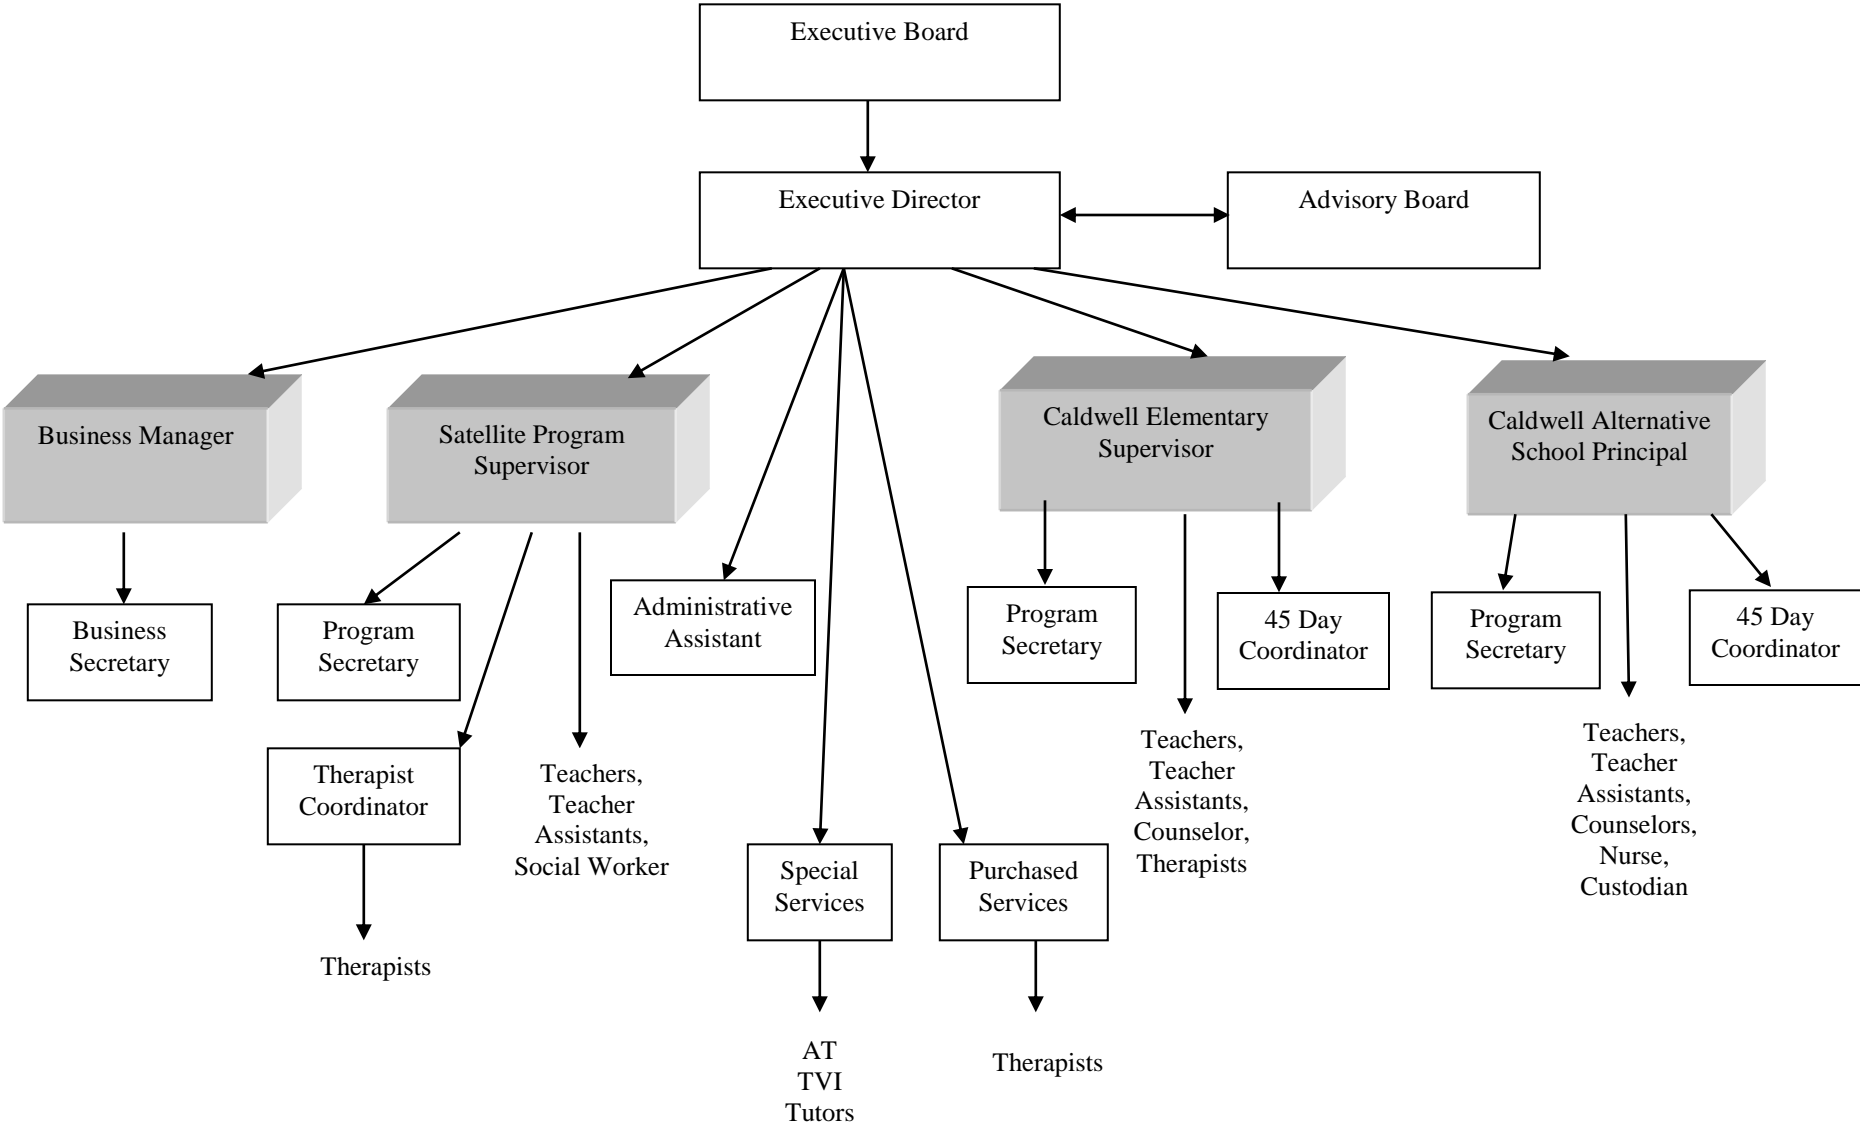 Executive Board
Executive Director
Advisory Board
Business Manager
Satellite Program
Supervisor
Caldwell Elementary
Supervisor
Caldwell Alternative
School Principal
Business
Secretary
Program
Secretary
Administrative
Assistant
Program
Secretary
45 Day
Coordinator
Program
Secretary
45 Day
Coordinator
Therapist
Coordinator
Teachers,
Teacher
Assistants,
Social Worker
Teachers,
Teacher
Assistants,
Counselor,
Therapists
Teachers,
Teacher
Assistants,
Counselors,
Nurse,
Custodian
Special
Services
Purchased
Services
Therapists
AT
TVI
Tutors
Therapists